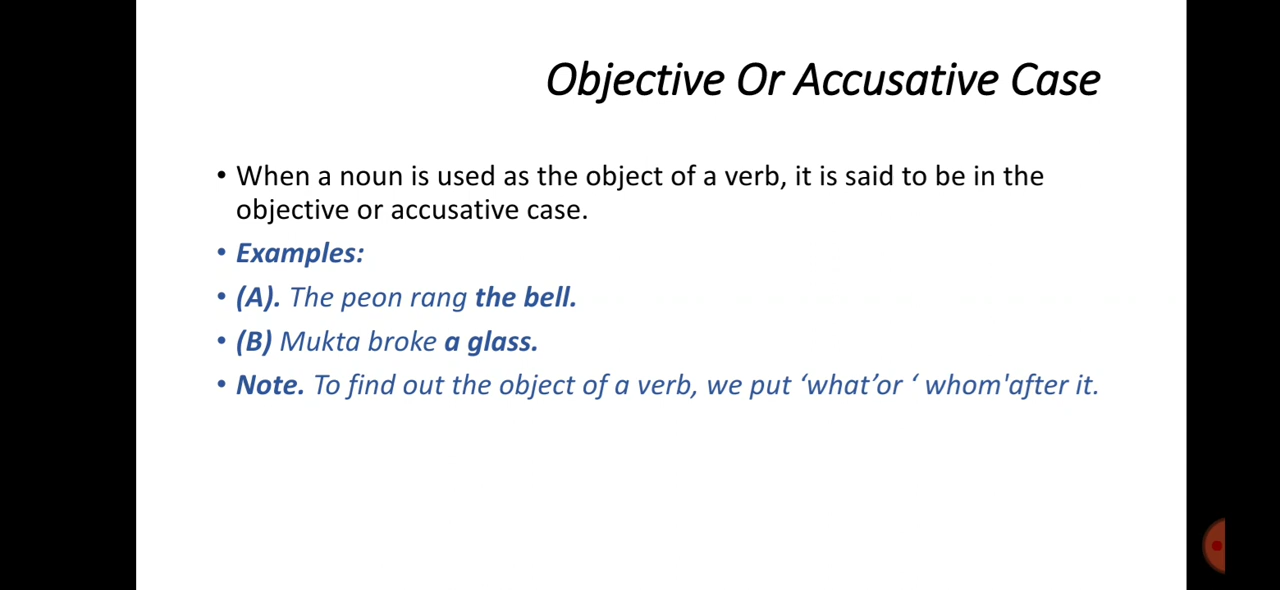 Objective Or Accusative Case
• When a noun is used as the object of a verb, it is said to be in the
objective or accusative case.
• Examples:
• (A). The peon rang the bell.
• (B) Mukta broke a glass.
• Note. To find out the object of a verb, we put ‘what’or ‘ whom'after it.